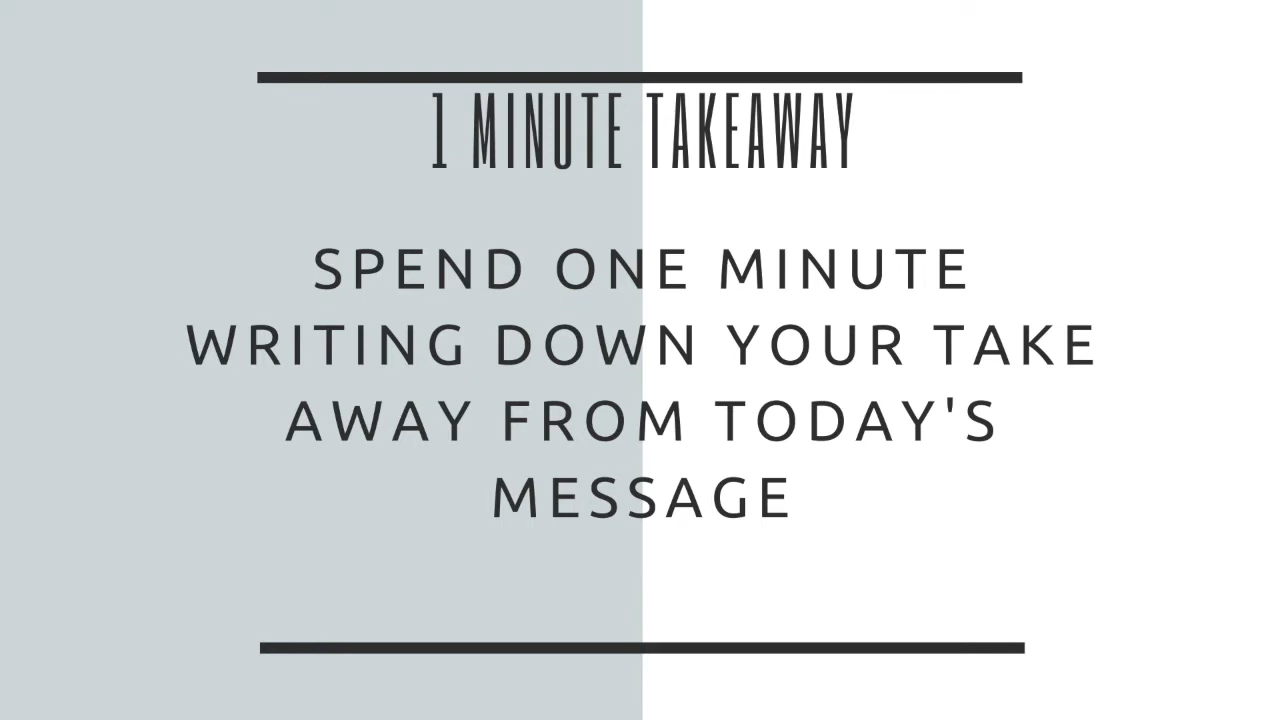 1 MINUTE TAKEAWAY
SPEND ONE MINUTE
WRITING DOWN YOUR TAKE
AWAY FROM TODAY'S
MESSAGE